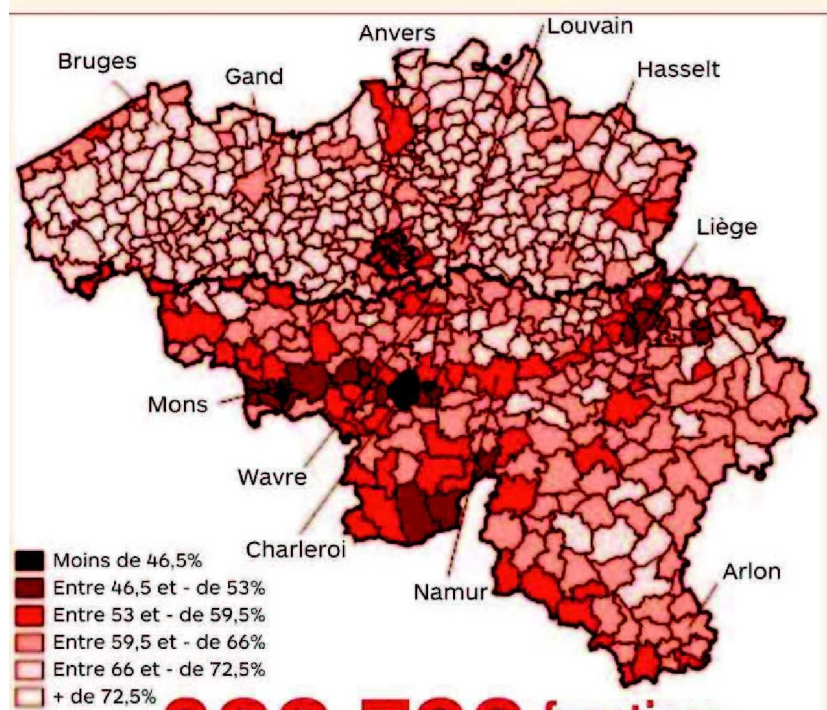 Louvain
Anvers
Bruges
Gand
Hasselt
Liège
Mons
Wavre
Charleroi
Namur
Arlon
Moins de 46,5%
Entre 46,5 et - de 53%
Entre 53 et - de 59,5%
Entre 59,5 et - de 66%
Entre 66 et - de 72,5%
+ de 72,5%